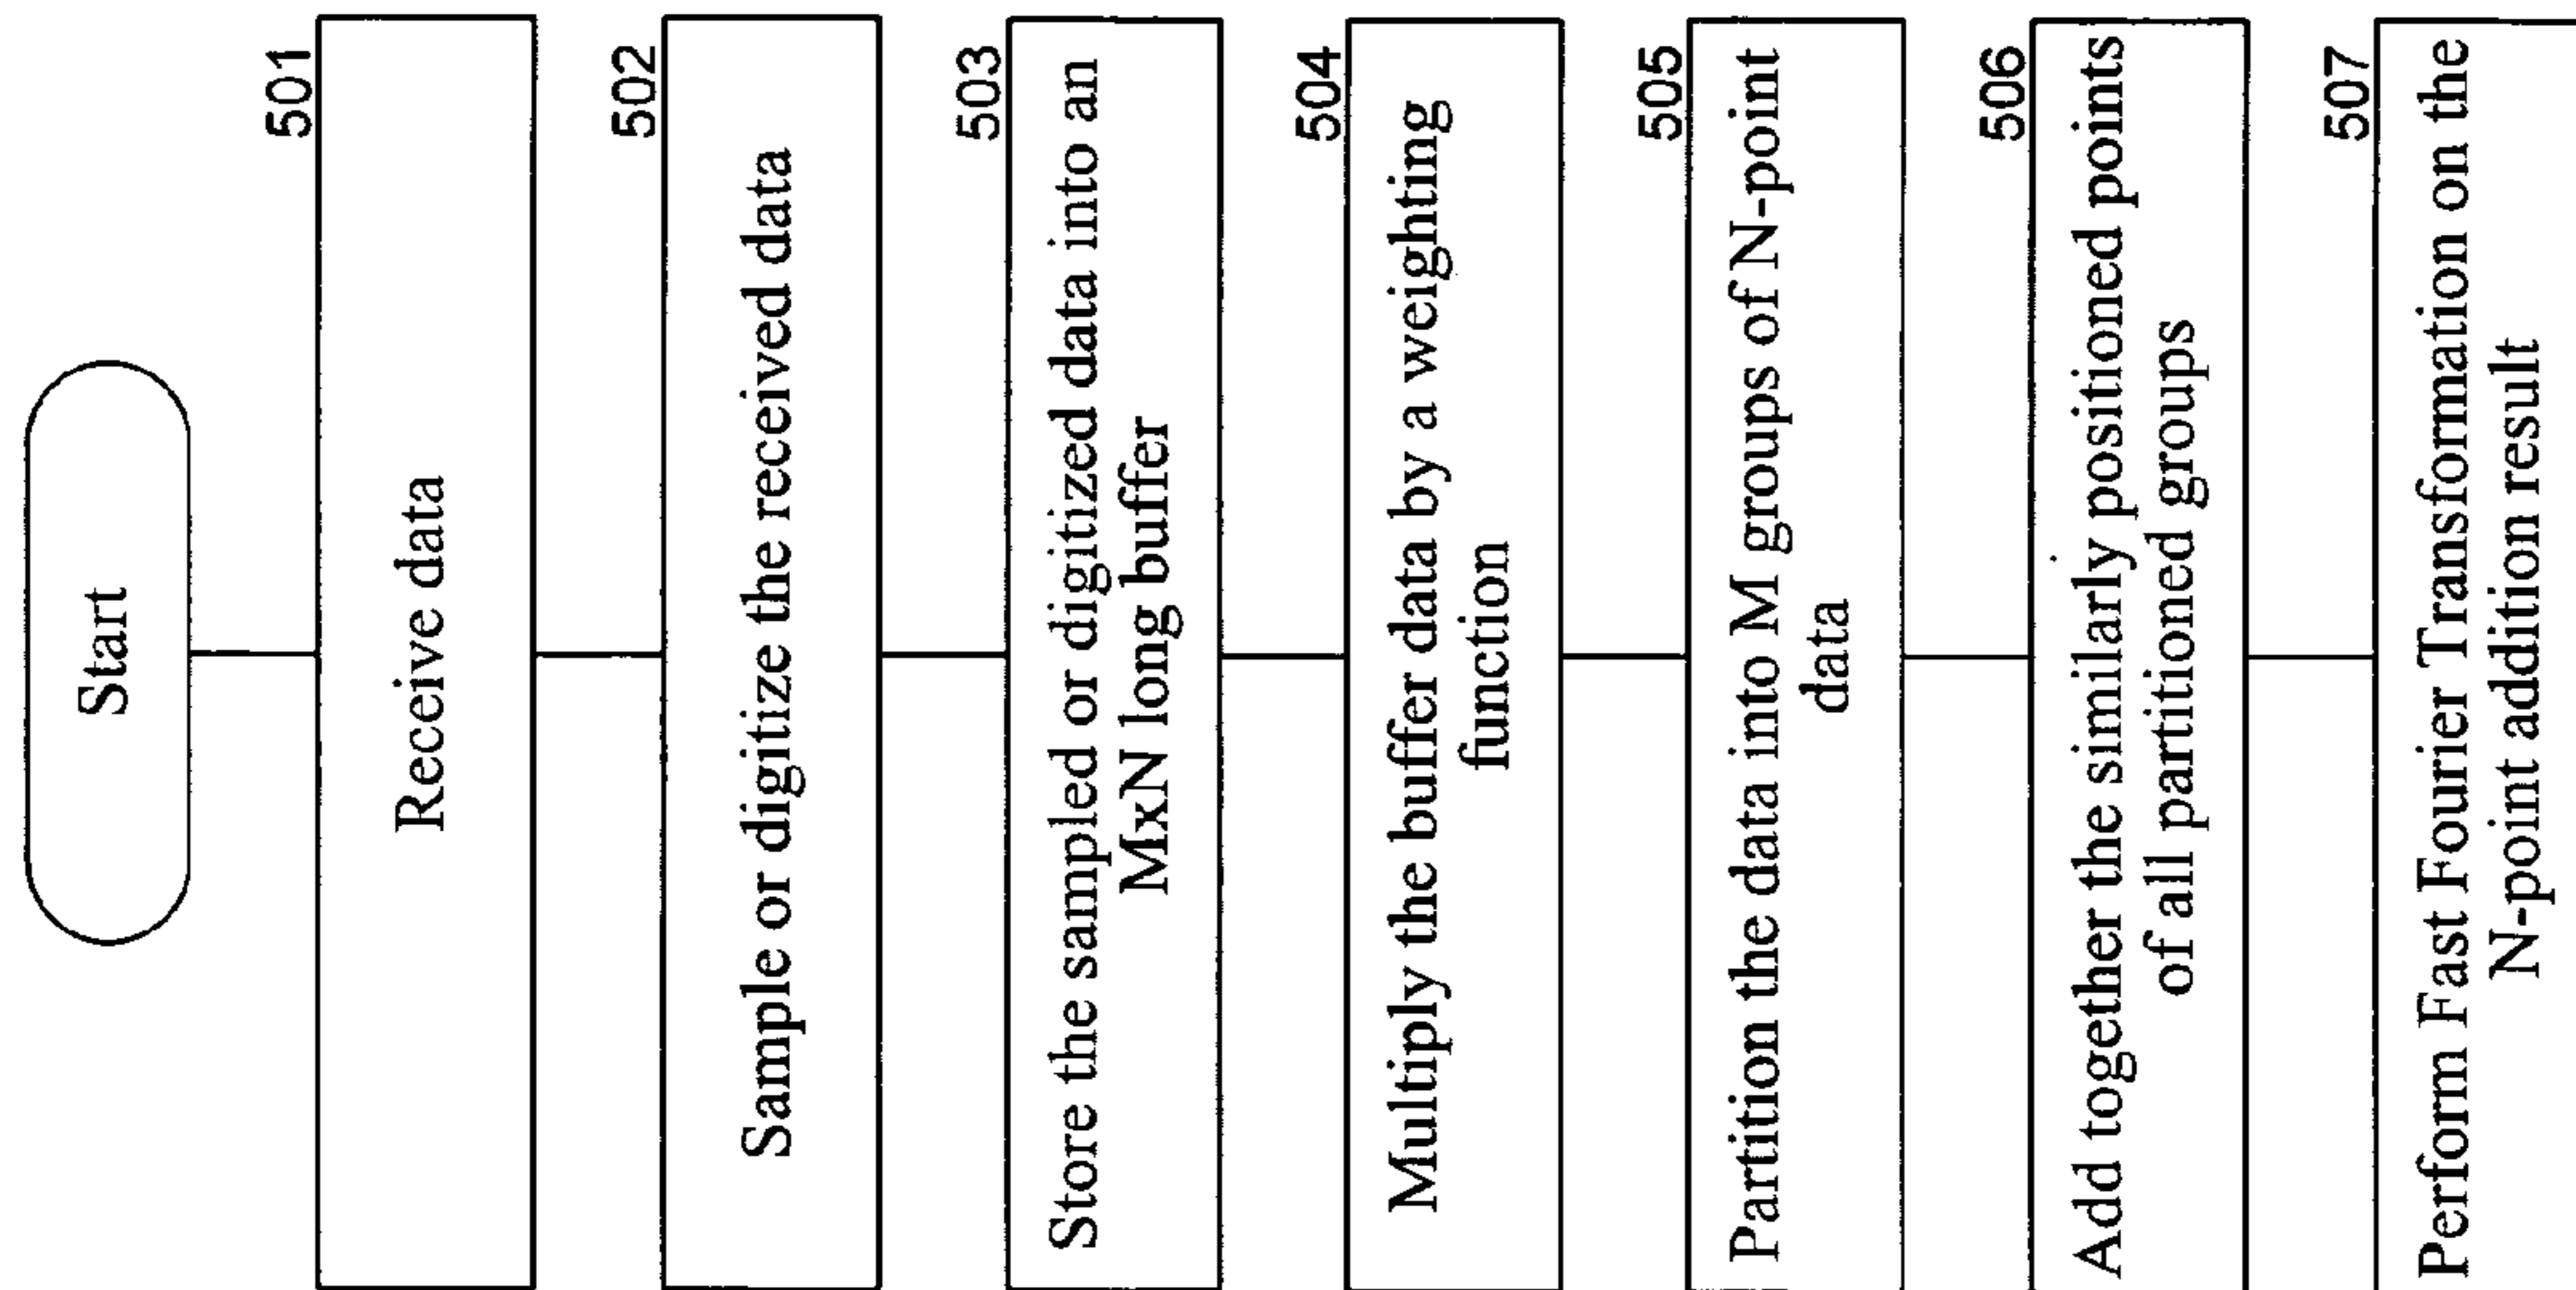 Start
501
Receive data
502
Sample or digitize the received data
503
Store the sampled or digitized data into an
MxN long buffer
504
Multiply the buffer data by a weighting
function
505
Partition the data into M groups of N-point
data
506
Add together the similarly positioned points
of all partitioned groups
507
Perform Fast Fourier Transformation on the
N-point addition result